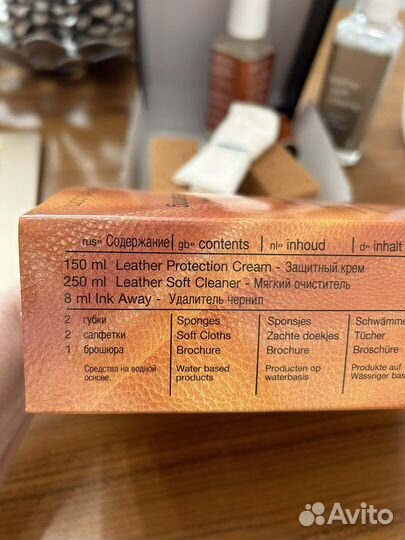 rus» Содержание gb» contents nl» inhoud d» inhalt
150 ml Leather Protection Cream - Защитный крем
250 ml Leather Soft Cleaner - Мягкий очиститель
8 ml Ink Away - Удалитель чернил
2 губки Sponges Sponsjes Schwämme
2 салфетки Soft Cloths Zachte doekjes Tücher
1 брошюра Brochure Brochure Broschüre
Средства на водной основе. Water based products Producten op waterbasis Produkte auf Wässriger bas
Avito